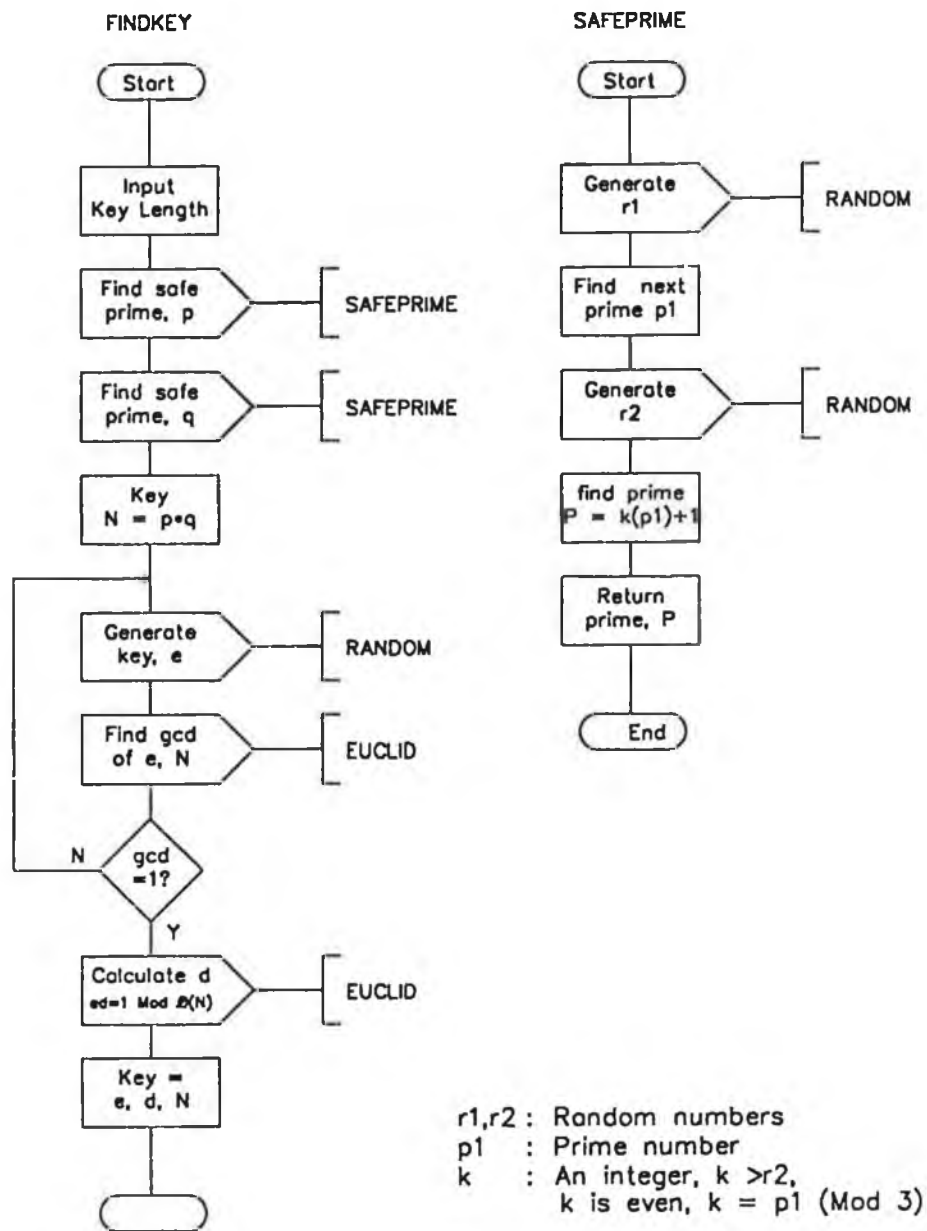 FINDKEY
Start
Input
Key Length
Find safe
prime, p
SAFEPRIME
Find safe
prime, q
SAFEPRIME
Key
N = p•q
Generate
key, e
RANDOM
Find gcd
of e, N
EUCLID
gcd
=1?
N
Y
Calculate d
ed=1 Mod Ø(N)
EUCLID
Key =
e, d, N
SAFEPRIME
Start
Generate
r1
RANDOM
Find next
prime p1
Generate
r2
RANDOM
find prime
P = k(p1)+1
Return
prime, P
End
r1,r2 : Random numbers
p1 : Prime number
k : An integer, k >r2,
k is even, k = p1 (Mod 3)